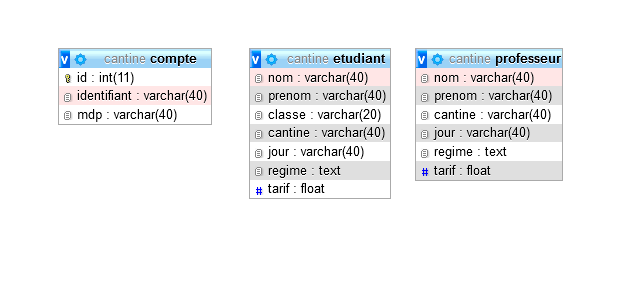 v cantine compte
id : int(11)
identifiant : varchar(40)
mdp : varchar(40)
v cantine etudiant
nom : varchar(40)
prenom : varchar(40)
classe : varchar(20)
cantine : varchar(40)
jour : varchar(40)
regime : text
# tarif : float
v cantine professeur
nom : varchar(40)
prenom : varchar(40)
cantine : varchar(40)
jour : varchar(40)
regime : text
# tarif : float